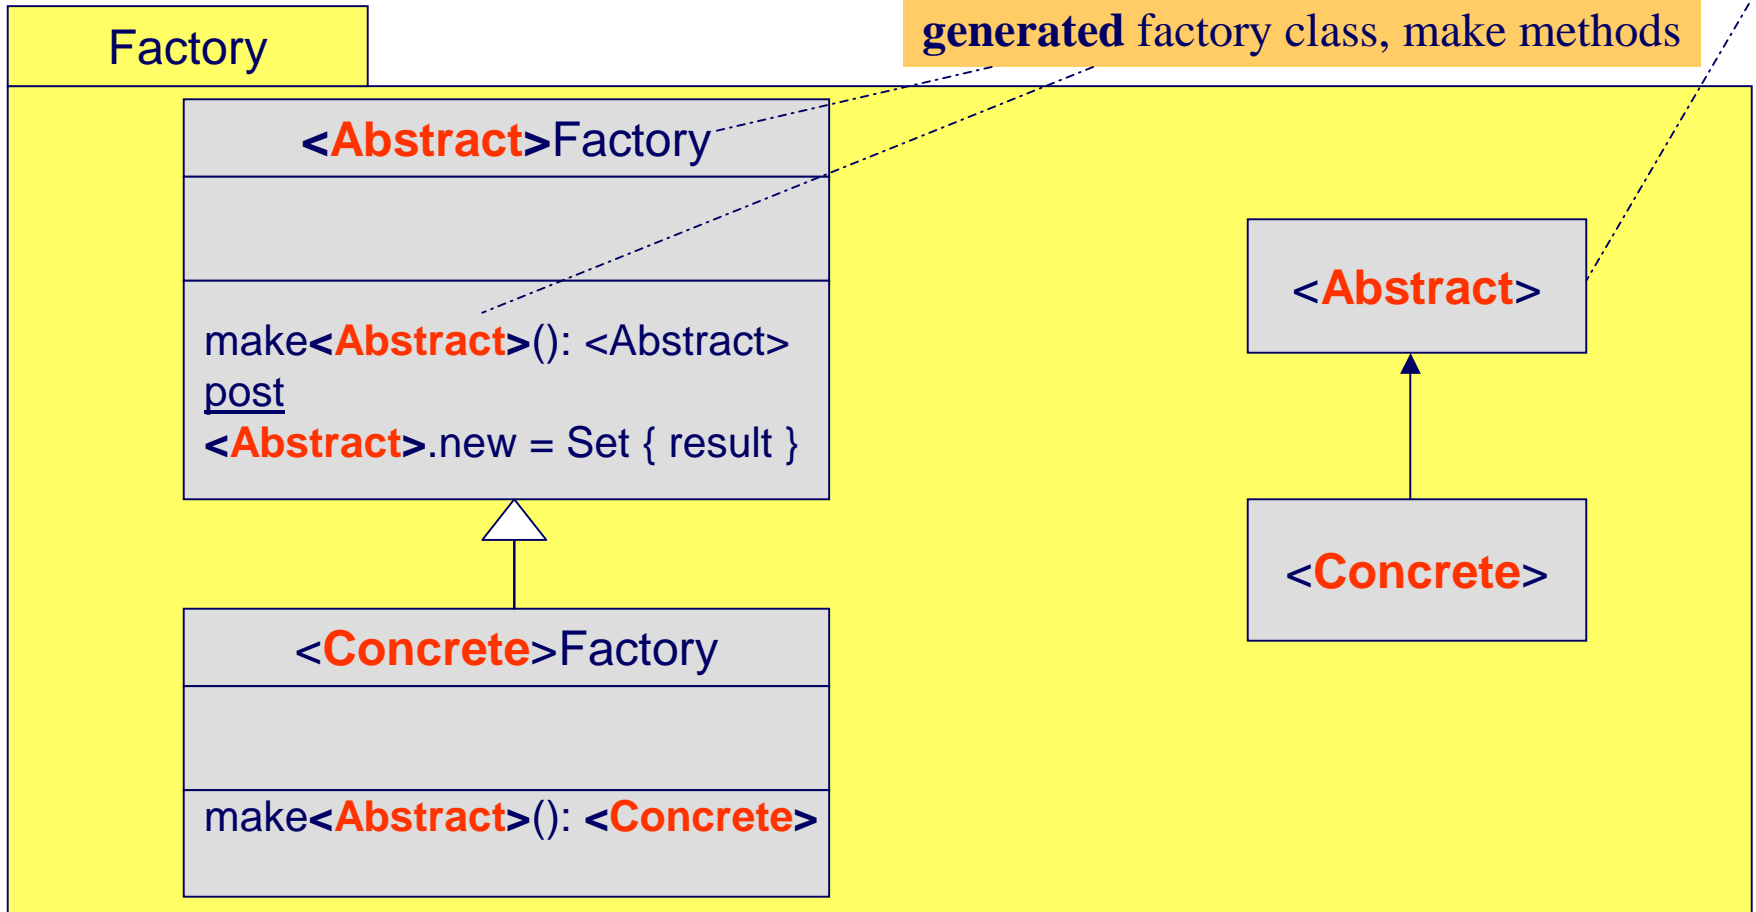 Factory
generated factory class, make methods
<Abstract>Factory
make<Abstract>(): <Abstract>
post
<Abstract>.new = Set { result }
<Concrete>Factory
make<Abstract>(): <Concrete>
<Abstract>
<Concrete>